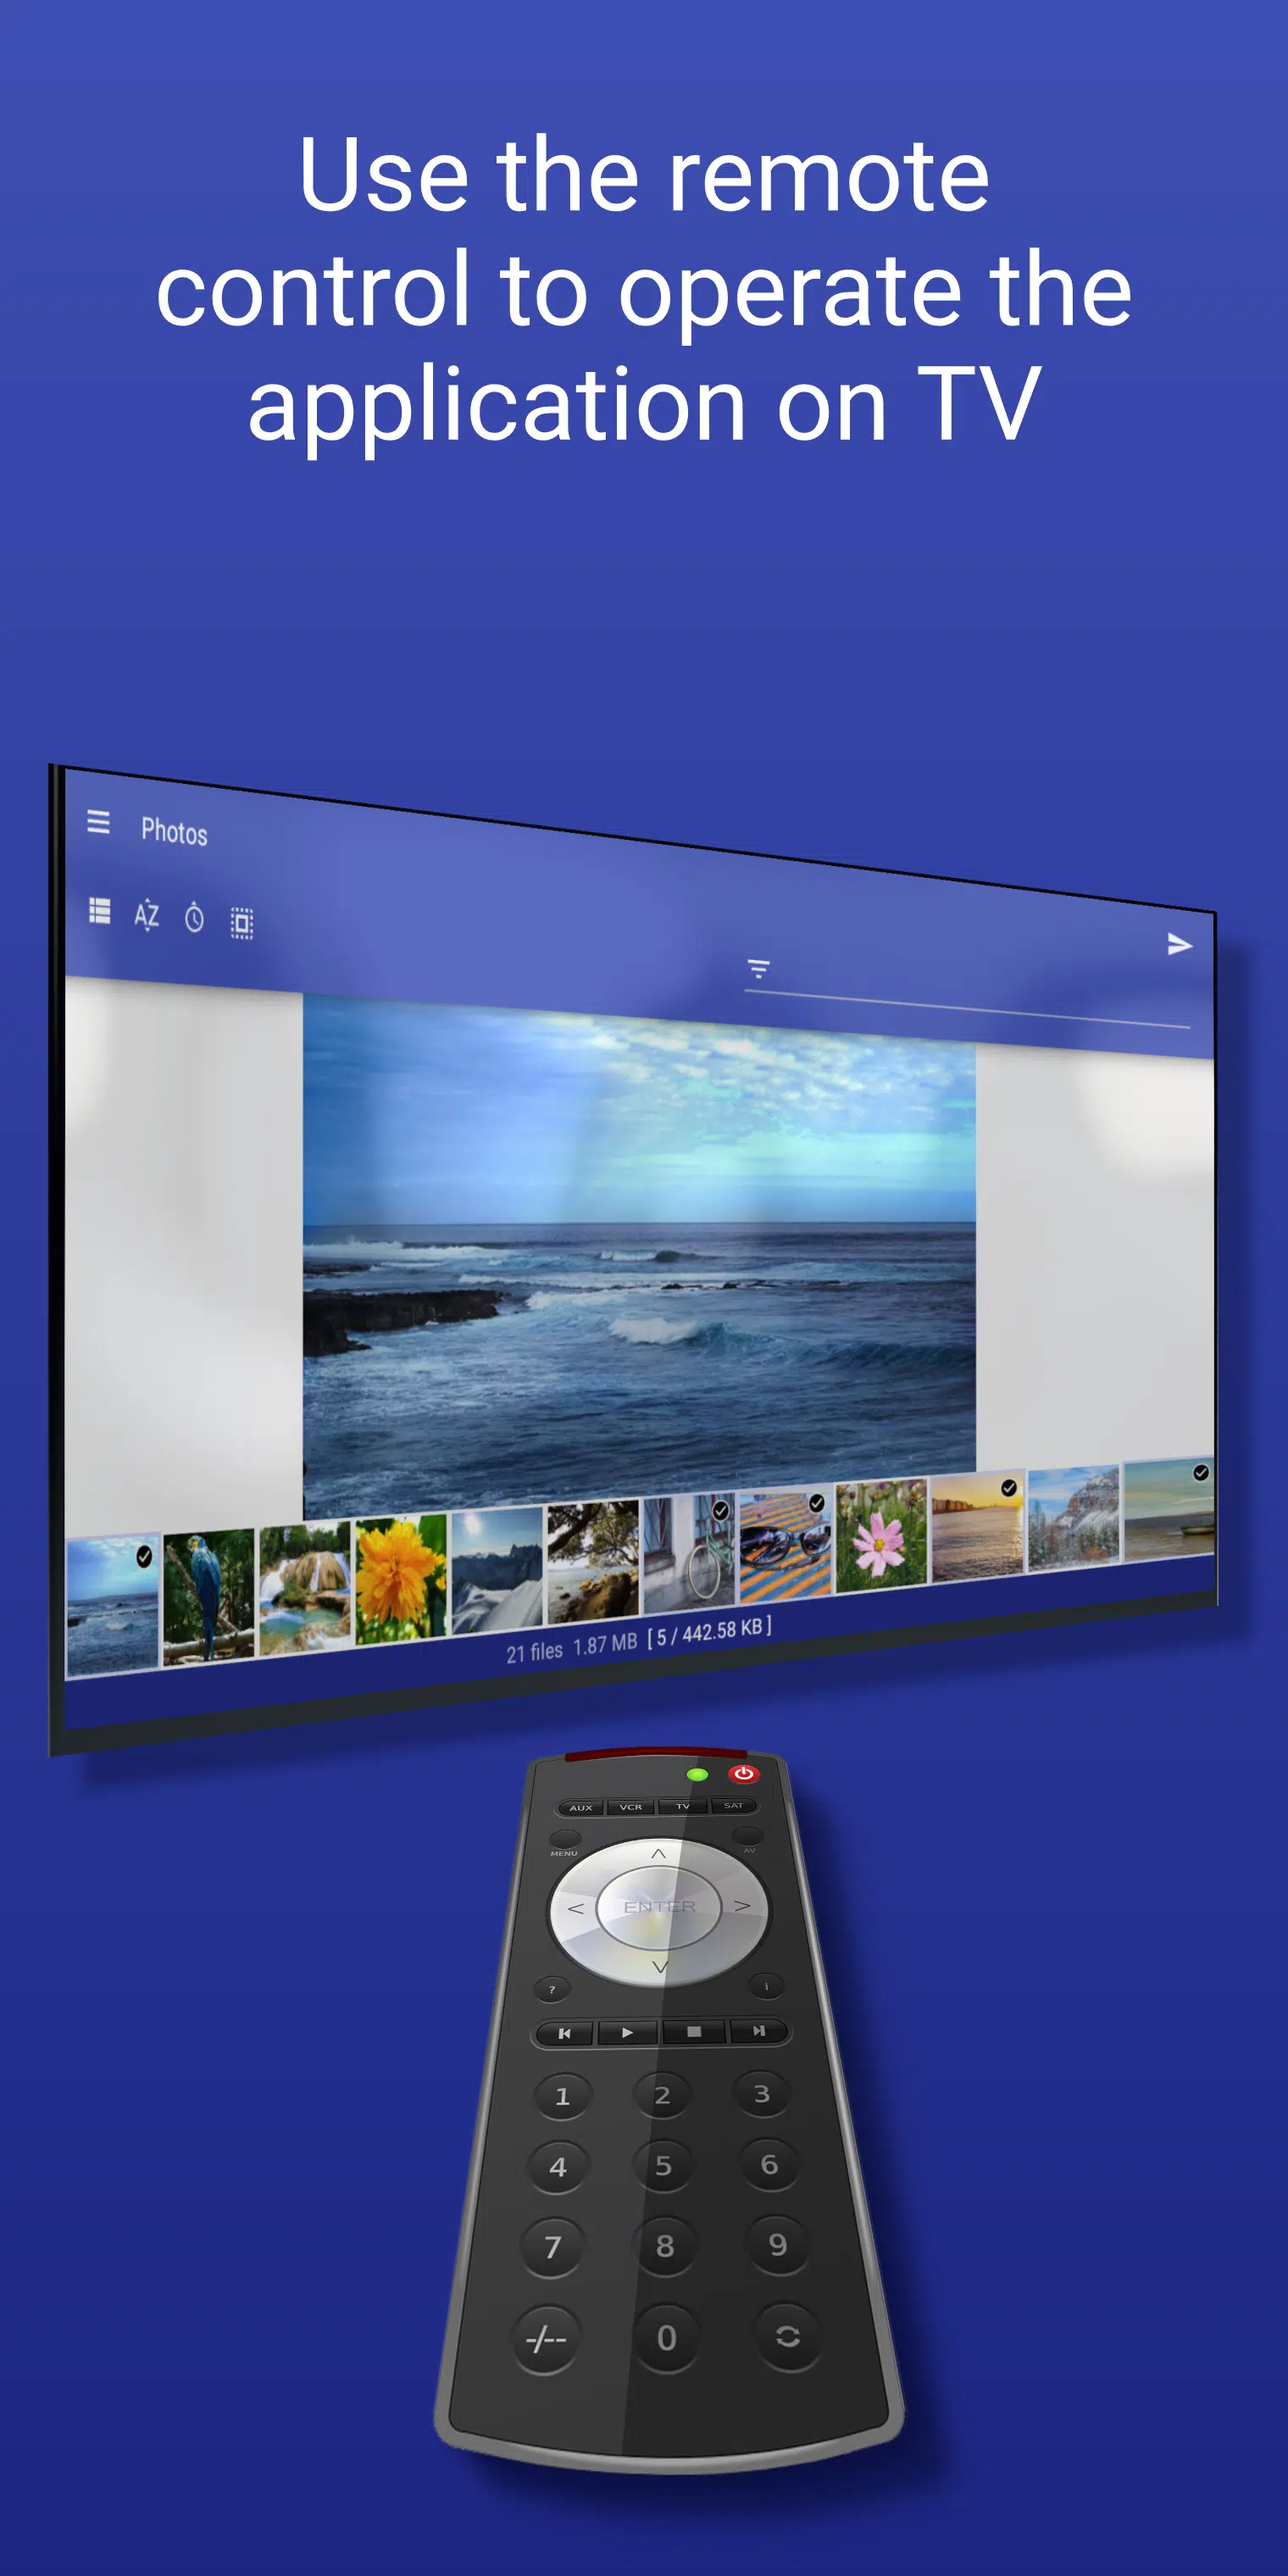 Use the remote
control to operate the
application on TV
Photos
AZ
21 files 1.87 MB [ 5 / 442.58 KB ]
AUX VCR TV SAT
MENU AV
ENTER
? i
1 2 3
4 5 6
7 8 9
-/-- 0